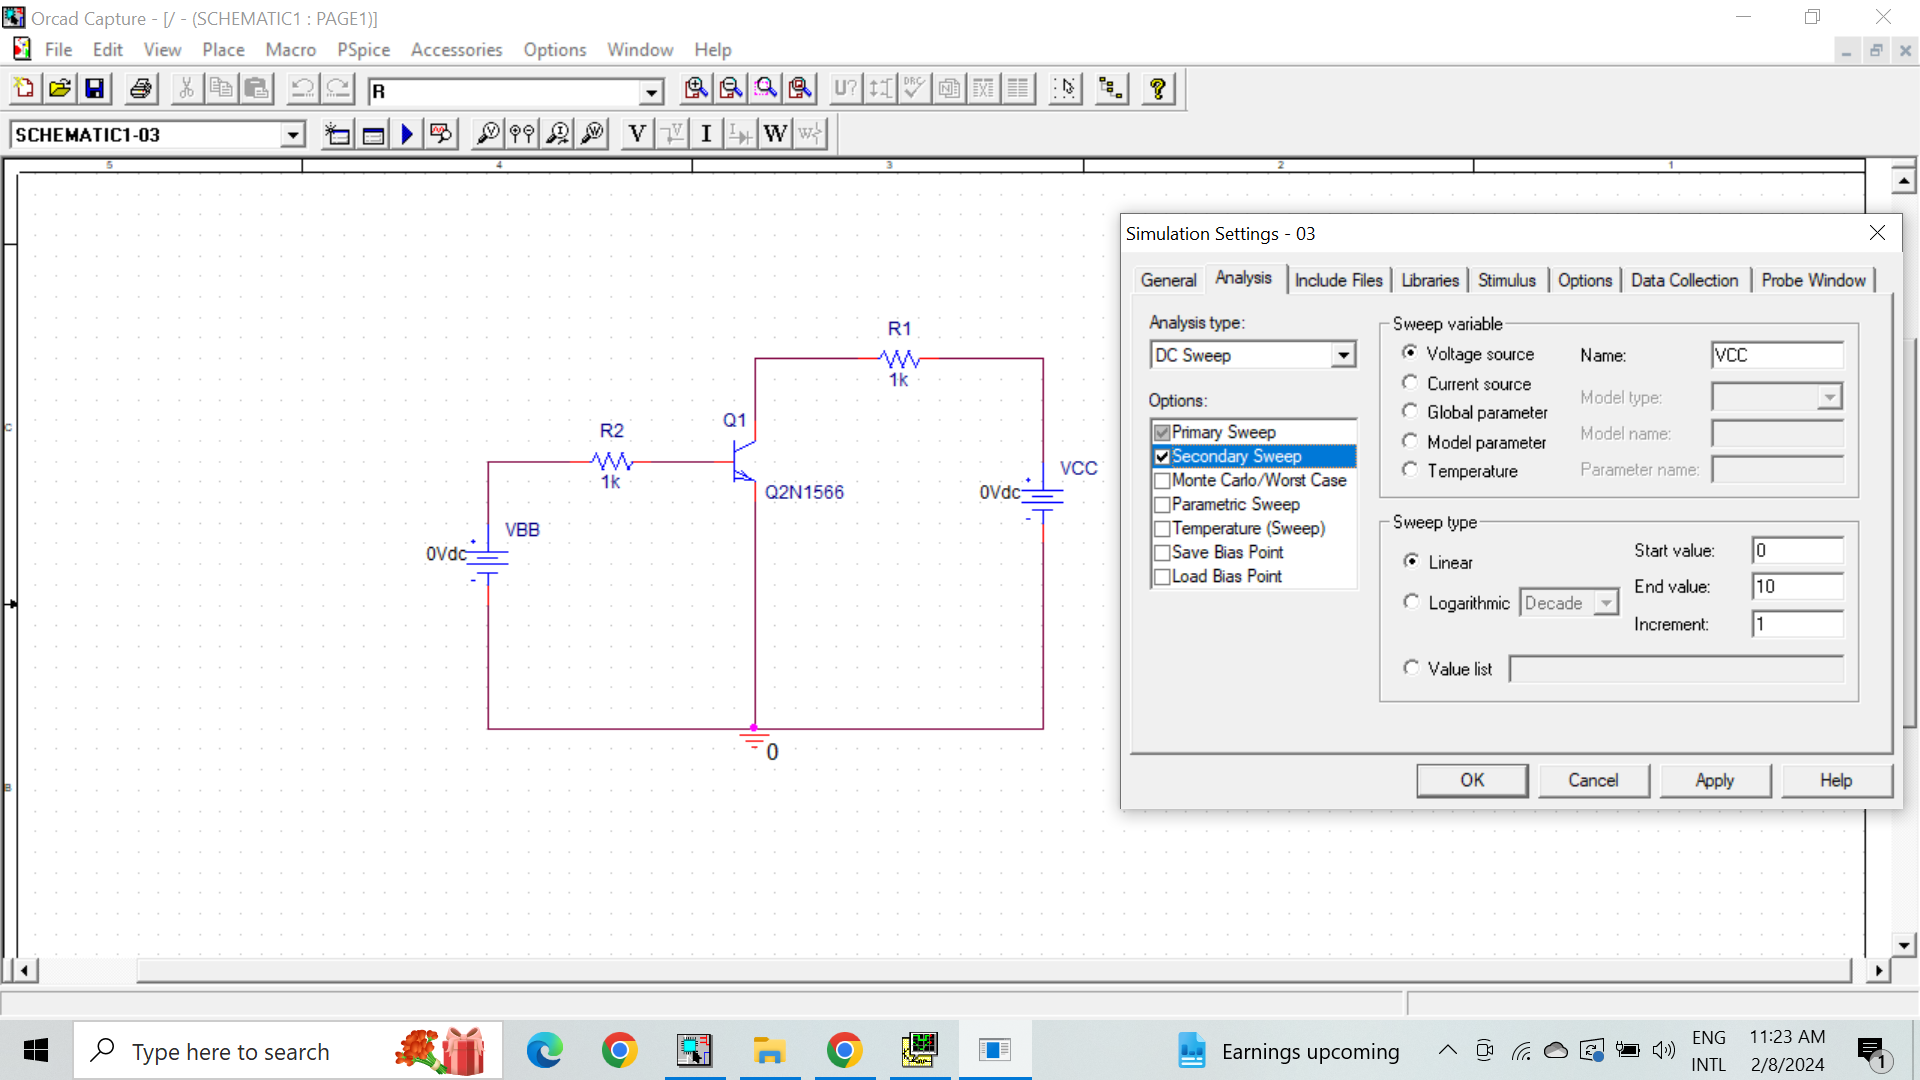 Orcad Capture - [/ - (SCHEMATIC1 : PAGE1)]
File Edit View Place Macro PSpice Accessories Options Window Help
R
U?
DRC
SCHEMATIC1-03
V V I I W W
5 4 3 2 1
C
B
R1
1k
Q1
R2
1k
Q2N1566
VCC
0Vdc
VBB
0Vdc
0
Simulation Settings - 03
General Analysis Include Files Libraries Stimulus Options Data Collection Probe Window
Analysis type:
DC Sweep
Options:
Primary Sweep
Secondary Sweep
Monte Carlo/Worst Case
Parametric Sweep
Temperature (Sweep)
Save Bias Point
Load Bias Point
Sweep variable
Voltage source
Current source
Global parameter
Model parameter
Temperature
Name: VCC
Model type:
Model name:
Parameter name:
Sweep type
Linear
Logarithmic Decade
Value list
Start value: 0
End value: 10
Increment: 1
OK Cancel Apply Help
Type here to search
Earnings upcoming
ENG
INTL
11:23 AM
2/8/2024
1